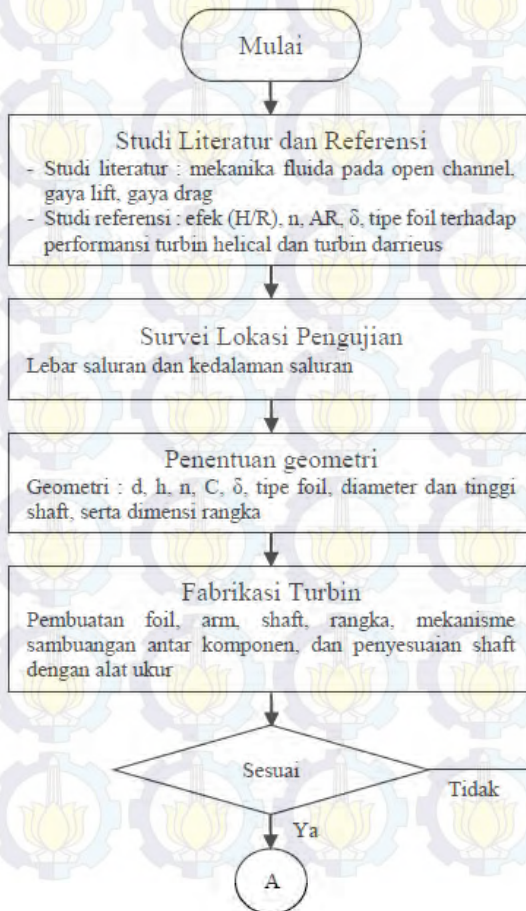 Mulai
Studi Literatur dan Referensi
- Studi literatur : mekanika fluida pada open channel,
gaya lift, gaya drag
- Studi referensi : efek (H/R), n, AR, δ, tipe foil terhadap
performansi turbin helical dan turbin darrieus
Survei Lokasi Pengujian
Lebar saluran dan kedalaman saluran
Penentuan geometri
Geometri : d, h, n, C, δ, tipe foil, diameter dan tinggi
shaft, serta dimensi rangka
Fabrikasi Turbin
Pembuatan foil, arm, shaft, rangka, mekanisme
sambuangan antar komponen, dan penyesuaian shaft
dengan alat ukur
Sesuai
Tidak
Ya
A